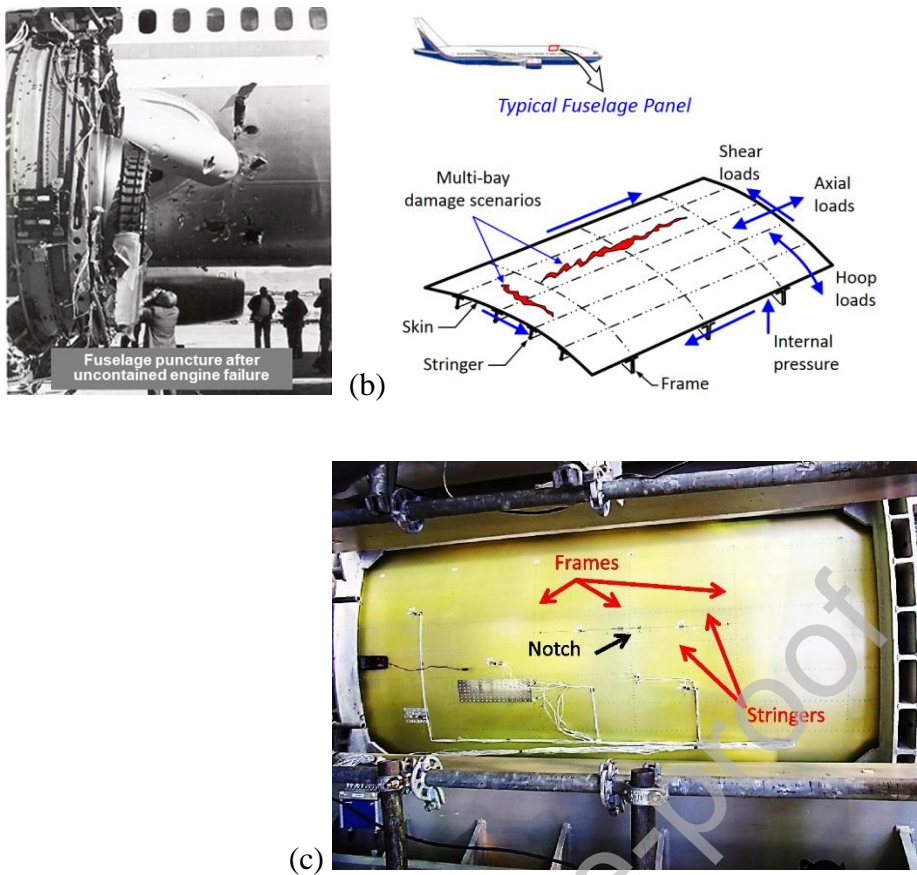 Fuselage puncture after
uncontained engine failure
(b)
Typical Fuselage Panel
Multi-bay
damage scenarios
Shear
loads
Axial
loads
Hoop
loads
Skin
Stringer
Internal
pressure
Frame
(c)
Frames
Notch
Stringers
e-proof